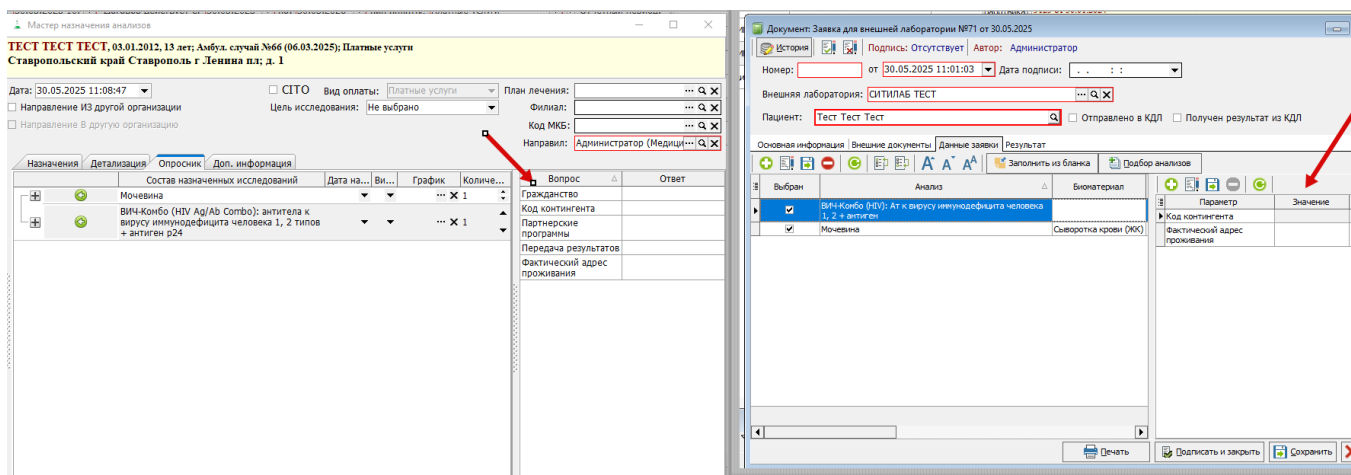 Мастер назначения анализов
ТЕСТ ТЕСТ ТЕСТ, 03.01.2012, 13 лет; Амбул. случай №66 (06.03.2025); Платные услуги
Ставропольский край Ставрополь г Ленина пл; д. 1
Дата: 30.05.2025 11:08:47 CITO Вид оплаты: Платные услуги План лечения:
Направление ИЗ другой организации Цель исследования: Не выбрано Филиал:
Направление В другую организацию Код МКБ:
Направил: Администратор (Медици
Назначения Детализация Опросник Доп. информация
Состав назначенных исследований Дата на... Ви... График Количе...
Мочевина 1
ВИЧ-Комбо (HIV Ag/Ab Combo): антитела к
вирусу иммунодефицита человека 1, 2 типов
+ антиген p24
1
Вопрос Ответ
Гражданство
Код контингента
Партнерские
программы
Передача результатов
Фактический адрес
проживания
Документ: Заявка для внешней лаборатории №71 от 30.05.2025
История Подпись: Отсутствует Автор: Администратор
Номер: от 30.05.2025 11:01:03 Дата подписи: . . : :
Внешняя лаборатория: СИТИЛАБ ТЕСТ
Пациент: Тест Тест Тест Отправлено в КДЛ Получен результат из КДЛ
Основная информация Внешние документы Данные заявки Результат
Заполнить из бланка Подбор анализов
Выбран Анализ Биоматериал
ВИЧ-Комбо (HIV): Ат к вирусу иммунодефицита человека
1, 2 + антиген
Мочевина Сыворотка крови (ЖК)
Параметр Значение
Код контингента
Фактический адрес
проживания
Печать Подписать и закрыть Сохранить